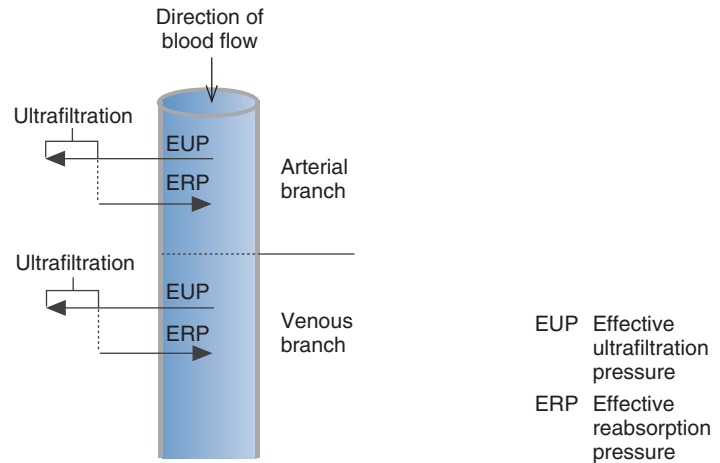 Direction of
blood flow
Ultrafiltration
EUP
ERP
Arterial
branch
Ultrafiltration
EUP
ERP
Venous
branch
EUP Effective
ultrafiltration
pressure
ERP Effective
reabsorption
pressure